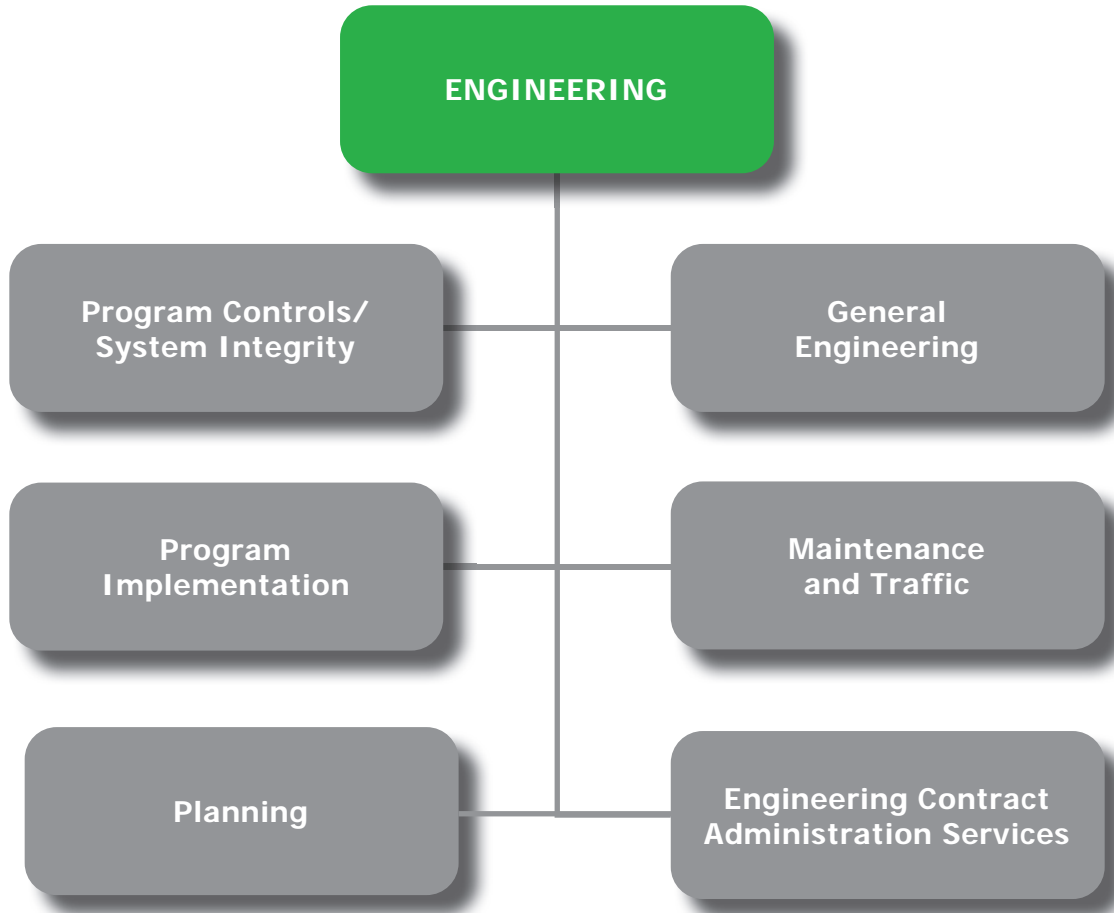 ENGINEERING
Program Controls/
System Integrity
General
Engineering
Program
Implementation
Maintenance
and Traffic
Planning
Engineering Contract
Administration Services